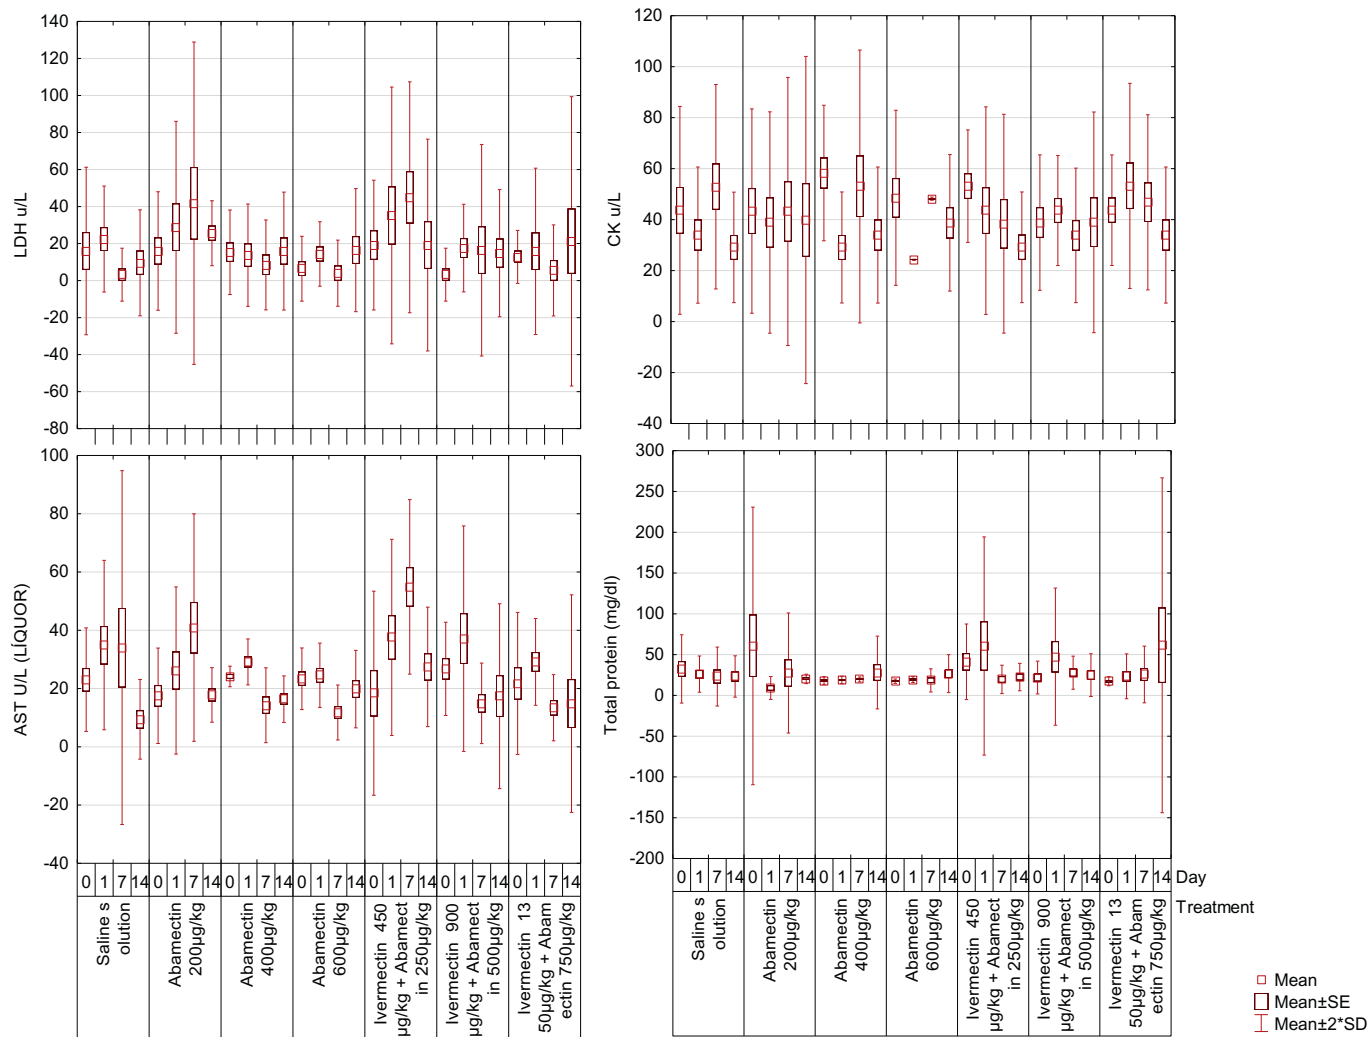 140
120
100
80
60
40
20
0
-20
-40
-60
-80
LDH u/L
120
100
80
60
40
20
0
-20
-40
CK u/L
100
80
60
40
20
0
-20
-40
AST U/L (LÍQUOR)
300
250
200
150
100
50
0
-50
-100
-150
-200
Total protein (mg/dl)
0 1 7 14 0 1 7 14 0 1 7 14 0 1 7 14 0 1 7 14 0 1 7 14 0 1 7 14
Saline s
olution
Abamectin
200µg/kg
Abamectin
400µg/kg
Abamectin
600µg/kg
Ivermectin 450
µg/kg + Abamect
in 250µg/kg
Ivermectin 900
µg/kg + Abamect
in 500µg/kg
Ivermectin 13
50µg/kg + Abam
ectin 750µg/kg
0 1 7 14 0 1 7 14 0 1 7 14 0 1 7 14 0 1 7 14 0 1 7 14 0 1 7 14 Day
Treatment
Saline s
olution
Abamectin
200µg/kg
Abamectin
400µg/kg
Abamectin
600µg/kg
Ivermectin 450
µg/kg + Abamect
in 250µg/kg
Ivermectin 900
µg/kg + Abamect
in 500µg/kg
Ivermectin 13
50µg/kg + Abam
ectin 750µg/kg
Mean
Mean±SE
Mean±2*SD